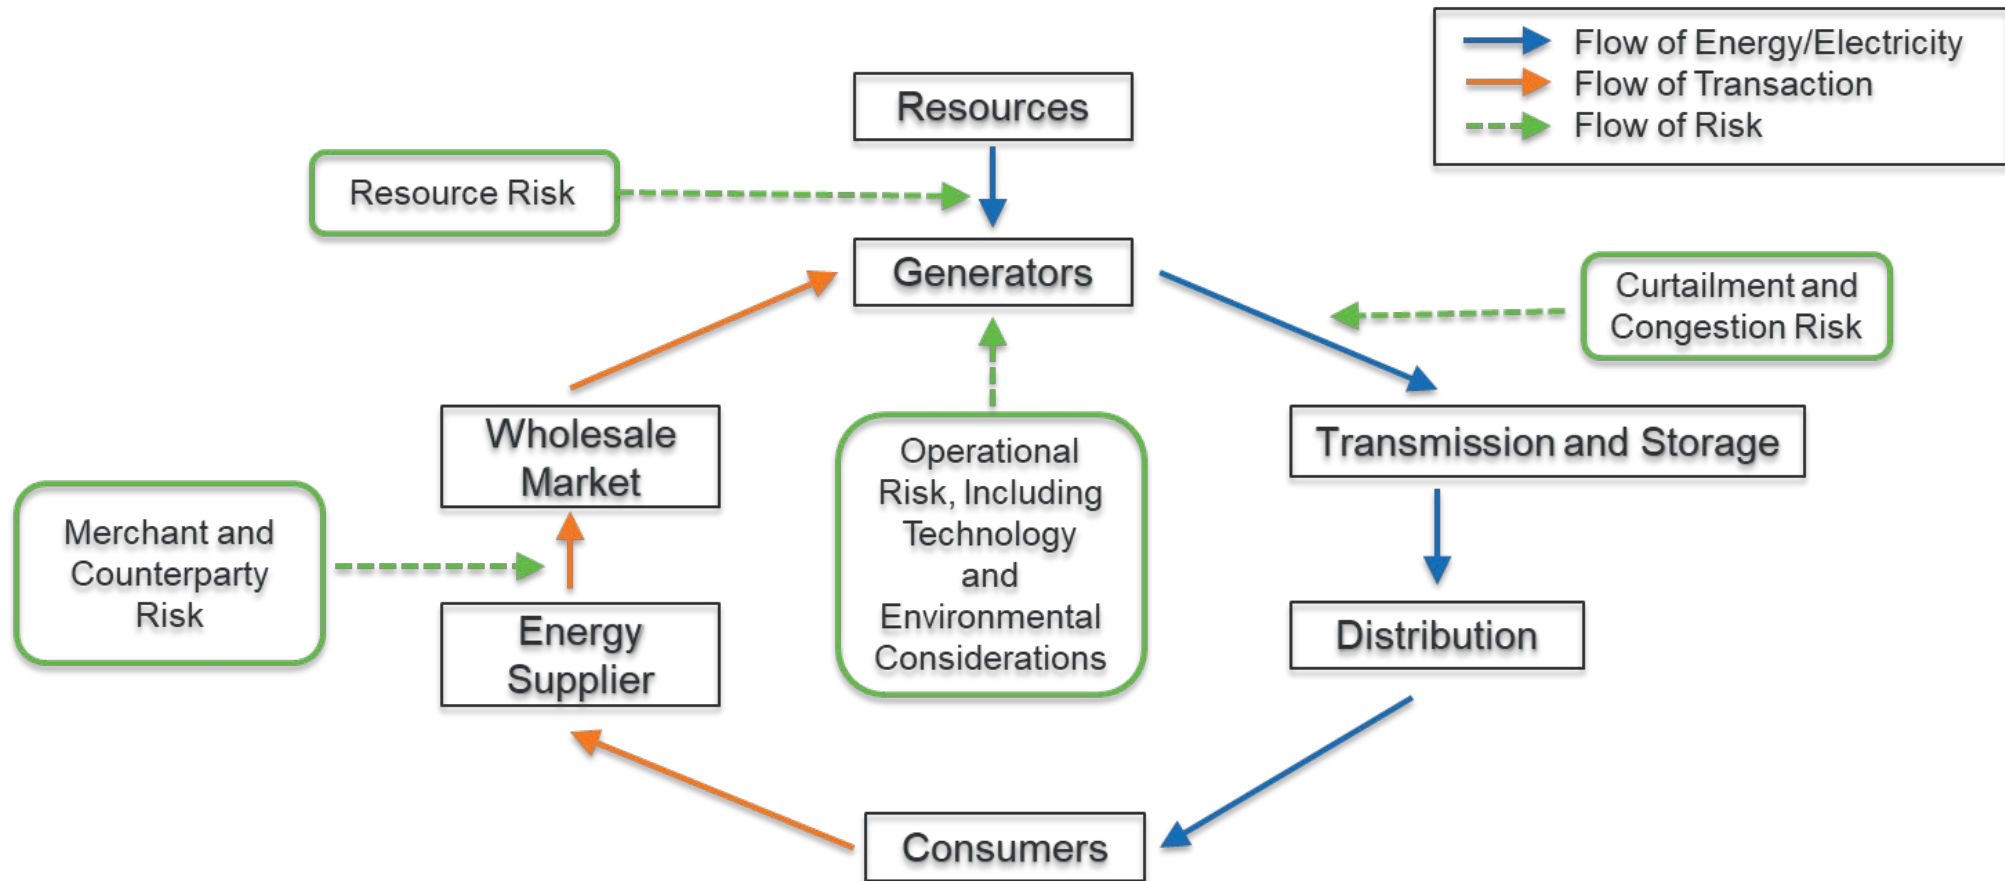 Flow of Energy/Electricity
Flow of Transaction
Flow of Risk
Resources
Resource Risk
Generators
Curtailment and
Congestion Risk
Wholesale
Market
Operational
Risk, Including
Technology
and
Environmental
Considerations
Transmission and Storage
Merchant and
Counterparty
Risk
Energy
Supplier
Distribution
Consumers